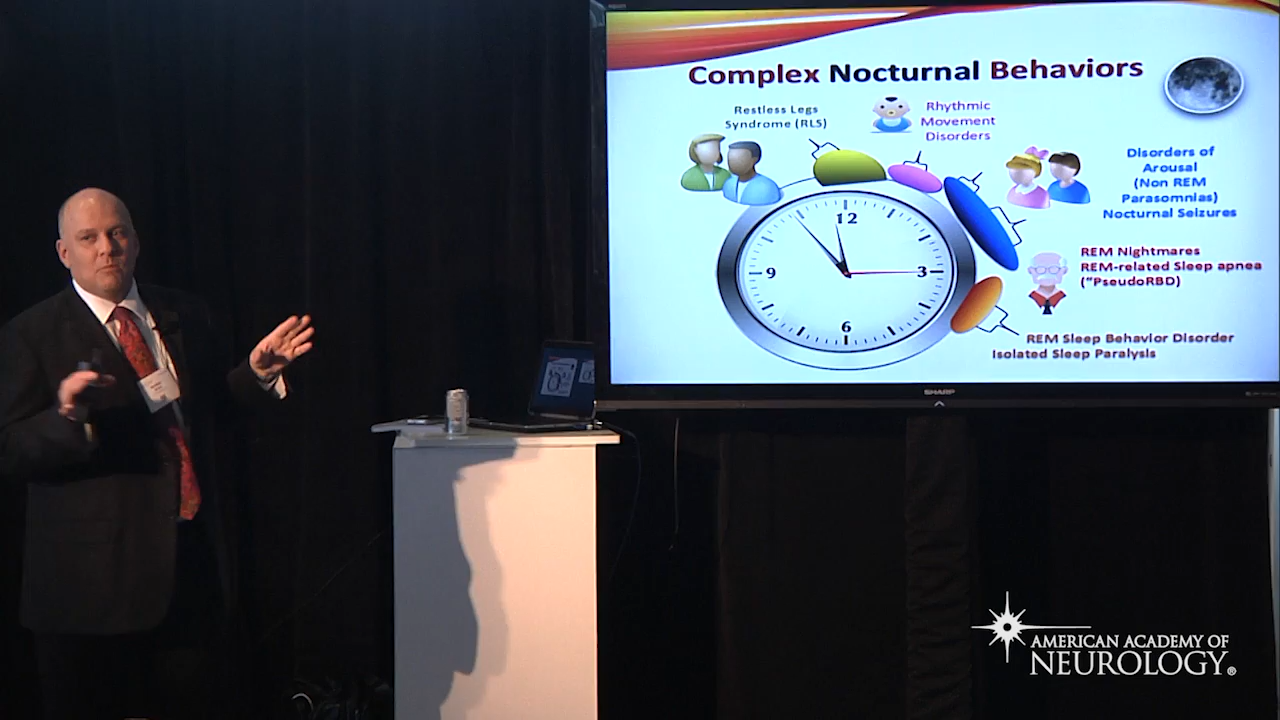 Complex Nocturnal Behaviors
Restless Legs
Syndrome (RLS)
Rhythmic
Movement
Disorders
Disorders of
Arousal
(Non REM
Parasomnias)
Nocturnal Seizures
12
9
3
6
REM Nightmares
REM-related Sleep apnea
("PseudoRBD)
REM Sleep Behavior Disorder
Isolated Sleep Paralysis
SHARP
AMERICAN ACADEMY OF
NEUROLOGY®